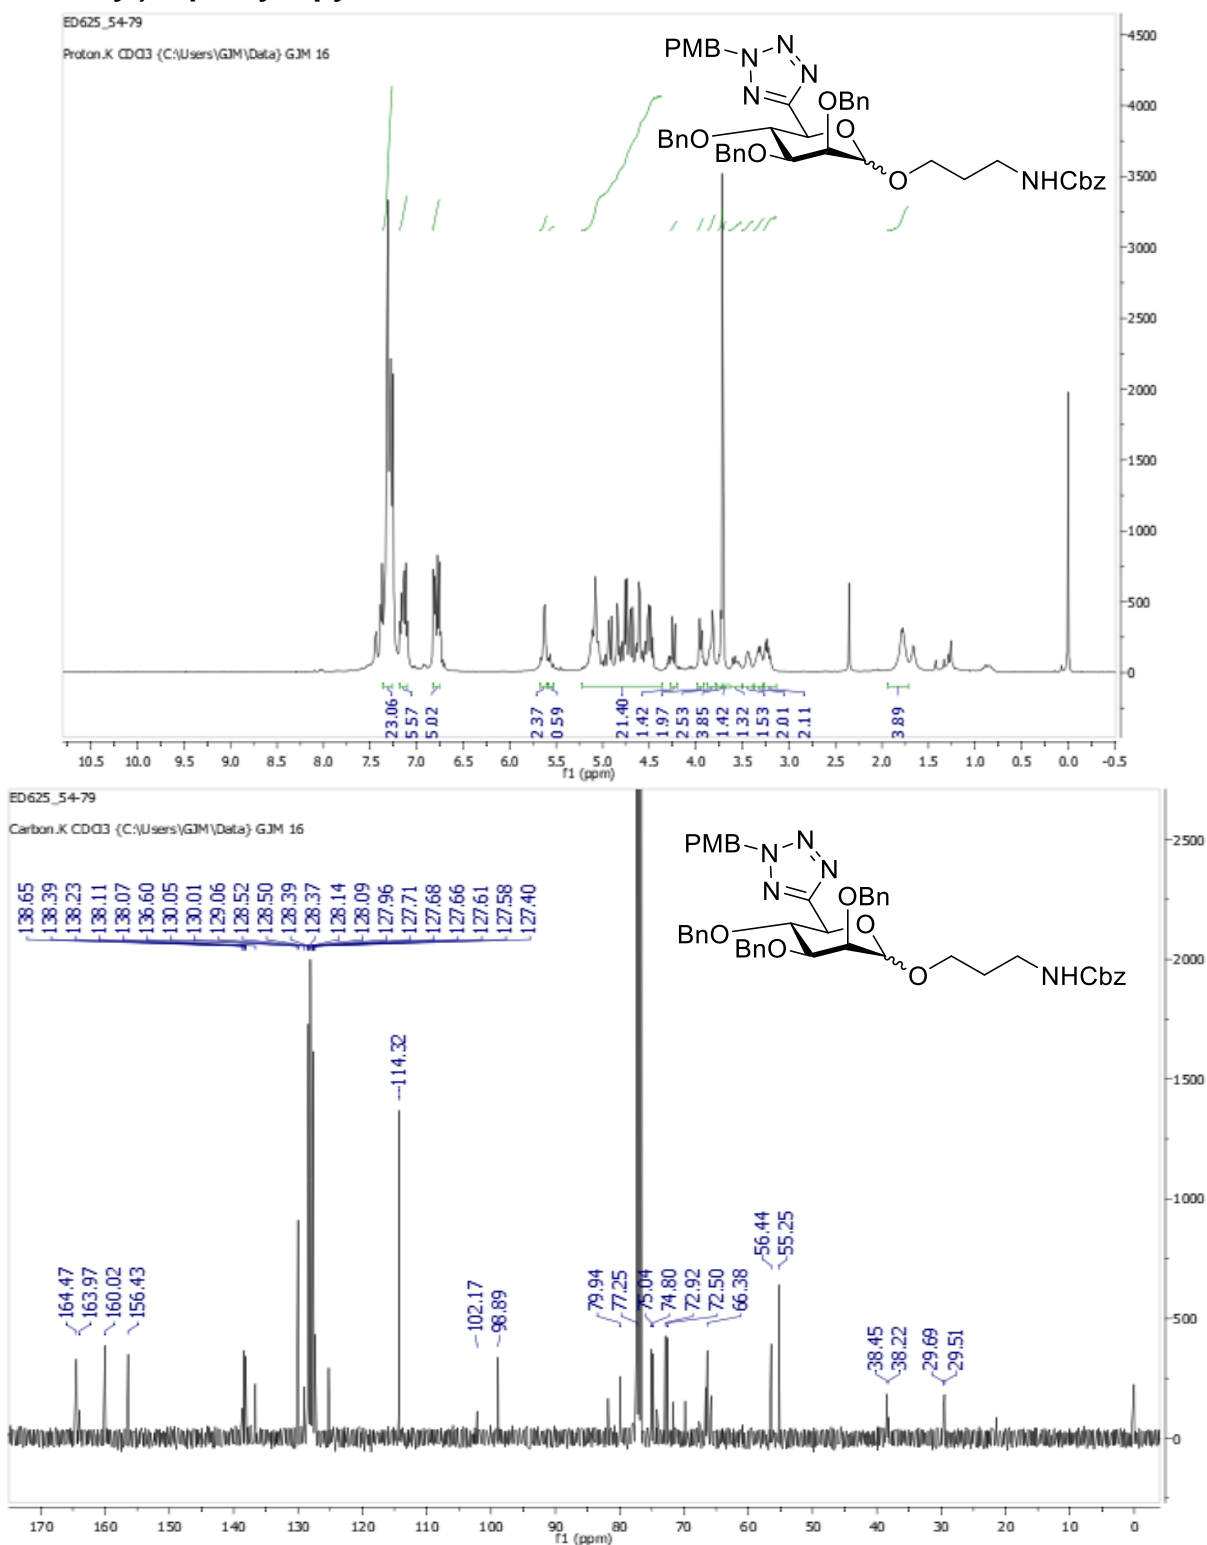 ED625_54-79
Proton.K CDCl3 {C:\Users\GJM\Data} GJM 16
PMB
N
N
N
N
OBn
BnO
BnO
O
O
NHCbz
4500
4000
3500
3000
2500
2000
1500
1000
500
0
23.06
5.57
5.02
2.37
0.59
21.40
1.42
1.97
2.53
3.85
1.42
1.32
1.53
2.01
2.11
3.89
10.5 10.0 9.5 9.0 8.5 8.0 7.5 7.0 6.5 6.0 5.5 5.0 4.5 4.0 3.5 3.0 2.5 2.0 1.5 1.0 0.5 0.0 -0.5
f1 (ppm)
ED625_54-79
Carbon.K CDCl3 {C:\Users\GJM\Data} GJM 16
138.65
138.39
138.23
138.11
138.07
136.60
130.05
130.01
129.06
128.52
128.50
128.39
128.37
128.14
128.09
127.96
127.71
127.68
127.66
127.61
127.58
127.40
PMB
N
N
N
N
OBn
BnO
BnO
O
O
NHCbz
164.47
163.97
160.02
156.43
114.32
102.17
98.89
79.94
77.25
75.04
74.80
72.92
72.50
66.38
56.44
55.25
38.45
38.22
29.69
29.51
2500
2000
1500
1000
500
0
170 160 150 140 130 120 110 100 90 80 70 60 50 40 30 20 10 0
f1 (ppm)